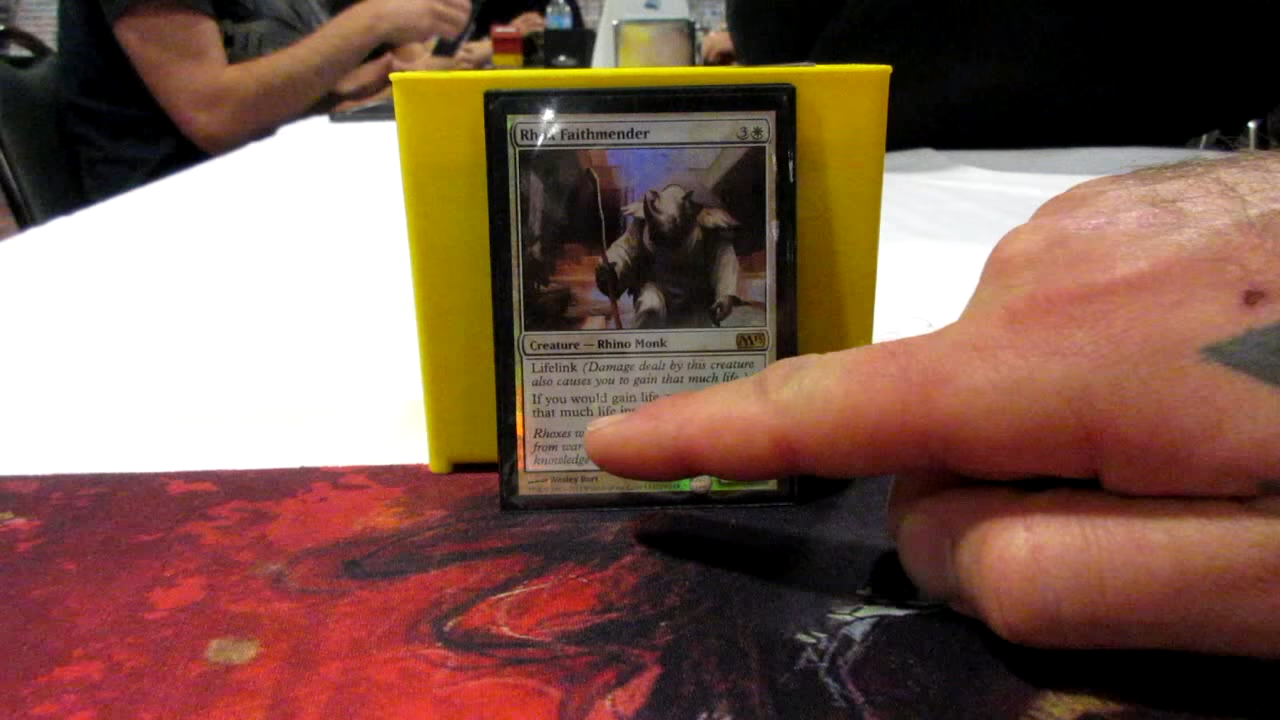 Rhox Faithmender 3
Creature — Rhino Monk M13
Lifelink (Damage dealt by this creature
also causes you to gain that much life.)
If you would gain life
that much life
Rhoxes
from war
knowledge
Wesley Burt